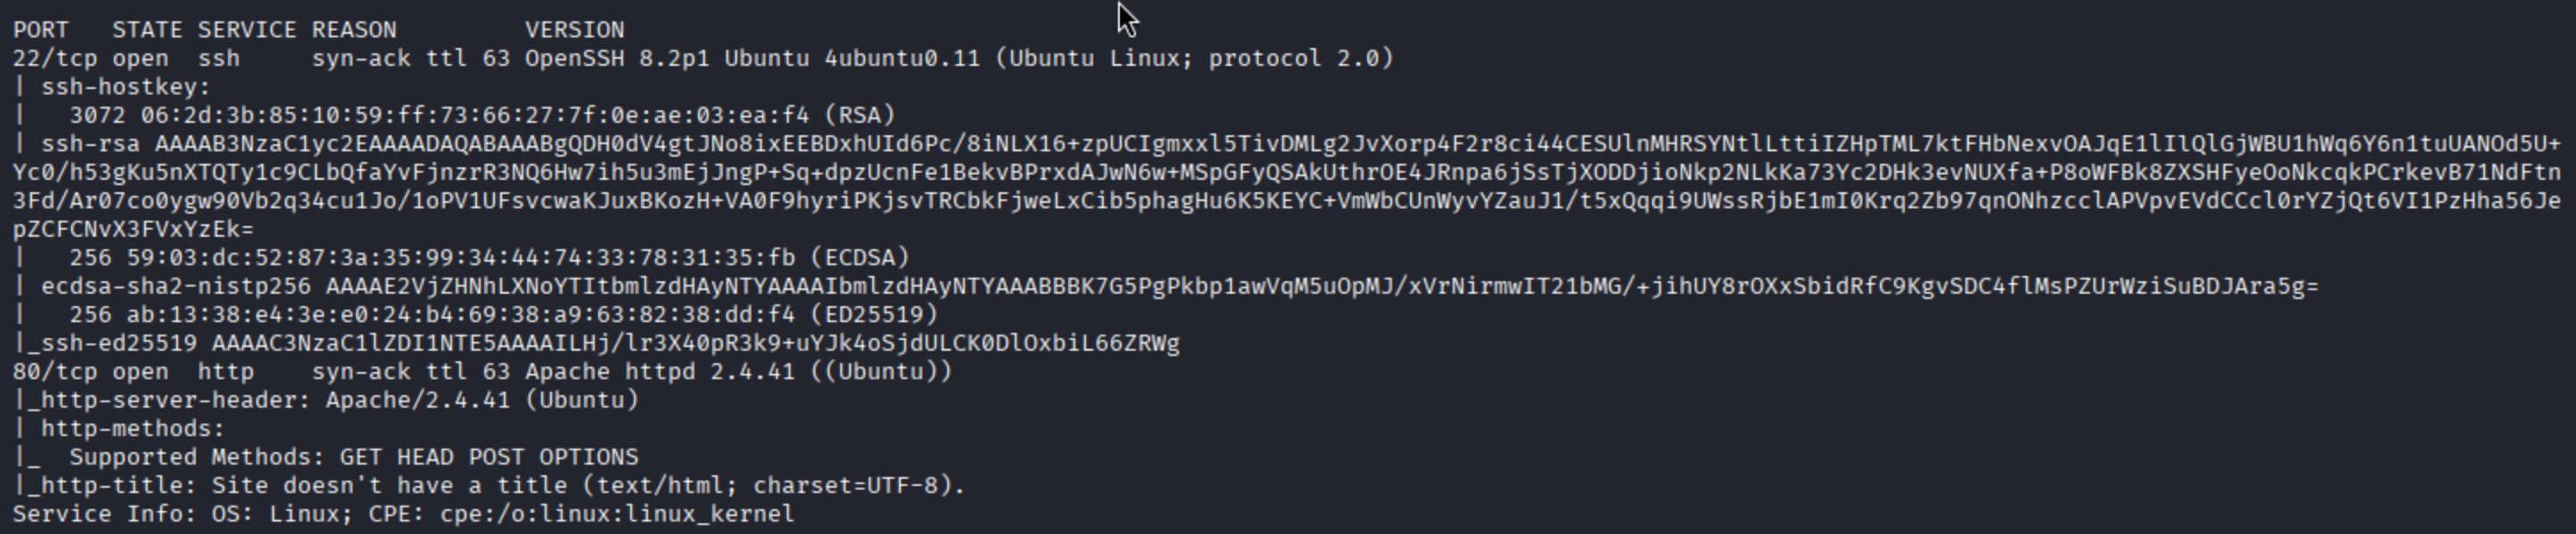 PORT   STATE SERVICE REASON         VERSION
22/tcp open  ssh     syn-ack ttl 63 OpenSSH 8.2p1 Ubuntu 4ubuntu0.11 (Ubuntu Linux; protocol 2.0)
| ssh-hostkey:
|   3072 06:2d:3b:85:10:59:ff:73:66:27:7f:0e:ae:03:ea:f4 (RSA)
| ssh-rsa AAAAB3NzaC1yc2EAAAADAQABAAABgQDH0dV4gtJNo8ixEEBDxhUId6Pc/8iNLX16+zpUCIgmxxl5TivDMLg2JvXorp4F2r8ci44CESUlnMHRSYNtlLttiIZHpTML7ktFHbNexvOAJqE1lIlQlGjWBU1hWq6Y6n1tuUANOd5U+
Yc0/h53gKu5nXTQTy1c9CLbQfaYvFjnzrR3NQ6Hw7ih5u3mEjJngP+Sq+dpzUcnFe1BekvBPrxdAJwN6w+MSpGFyQSAkUthrOE4JRnpa6jSsTjXODDjioNkp2NLkKa73Yc2DHk3evNUXfa+P8oWFBk8ZXSHFyeOoNkcqkPCrkevB71NdFtn
3Fd/Ar07co0ygw90Vb2q34cu1Jo/1oPV1UFsvcwaKJuxBKozH+VA0F9hyriPKjsvTRCbkFjweLxCib5phagHu6K5KEYC+VmWbCUnWyvYZauJ1/t5xQqqi9UWssRjbE1mI0Krq2Zb97qnONhzcclAPVpvEVdCCcl0rYZjQt6VI1PzHha56Je
pZCFCNvX3FVxYzEk=
|   256 59:03:dc:52:87:3a:35:99:34:44:74:33:78:31:35:fb (ECDSA)
| ecdsa-sha2-nistp256 AAAAE2VjZHNhLXNoYTItbmlzdHAyNTYAAAAIbmlzdHAyNTYAAABBBK7G5PgPkbp1awVqM5uOpMJ/xVrNirmwIT21bMG/+jihUY8rOXxSbidRfC9KgvSDC4flMsPZUrWziSuBDJAra5g=
|   256 ab:13:38:e4:3e:e0:24:b4:69:38:a9:63:82:38:dd:f4 (ED25519)
|_ssh-ed25519 AAAAC3NzaC1lZDI1NTE5AAAAILHj/lr3X40pR3k9+uYJk4oSjdULCK0DlOxbiL66ZRWg
80/tcp open  http    syn-ack ttl 63 Apache httpd 2.4.41 ((Ubuntu))
|_http-server-header: Apache/2.4.41 (Ubuntu)
| http-methods:
|_  Supported Methods: GET HEAD POST OPTIONS
|_http-title: Site doesn't have a title (text/html; charset=UTF-8).
Service Info: OS: Linux; CPE: cpe:/o:linux:linux_kernel